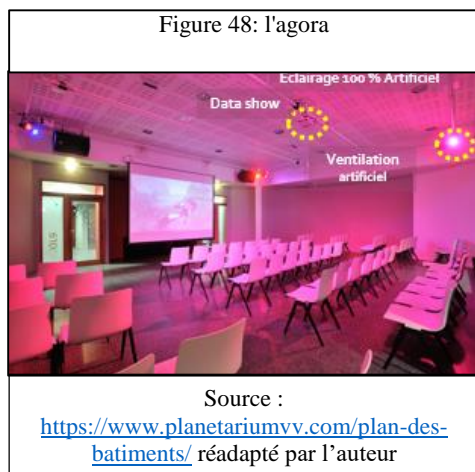 Figure 48: l'agora
Eclairage 100 % Artificiel
Data show
Ventilation
artificiel
Source :
https://www.planetariumvv.com/plan-des-
batiments/ réadapté par l'auteur